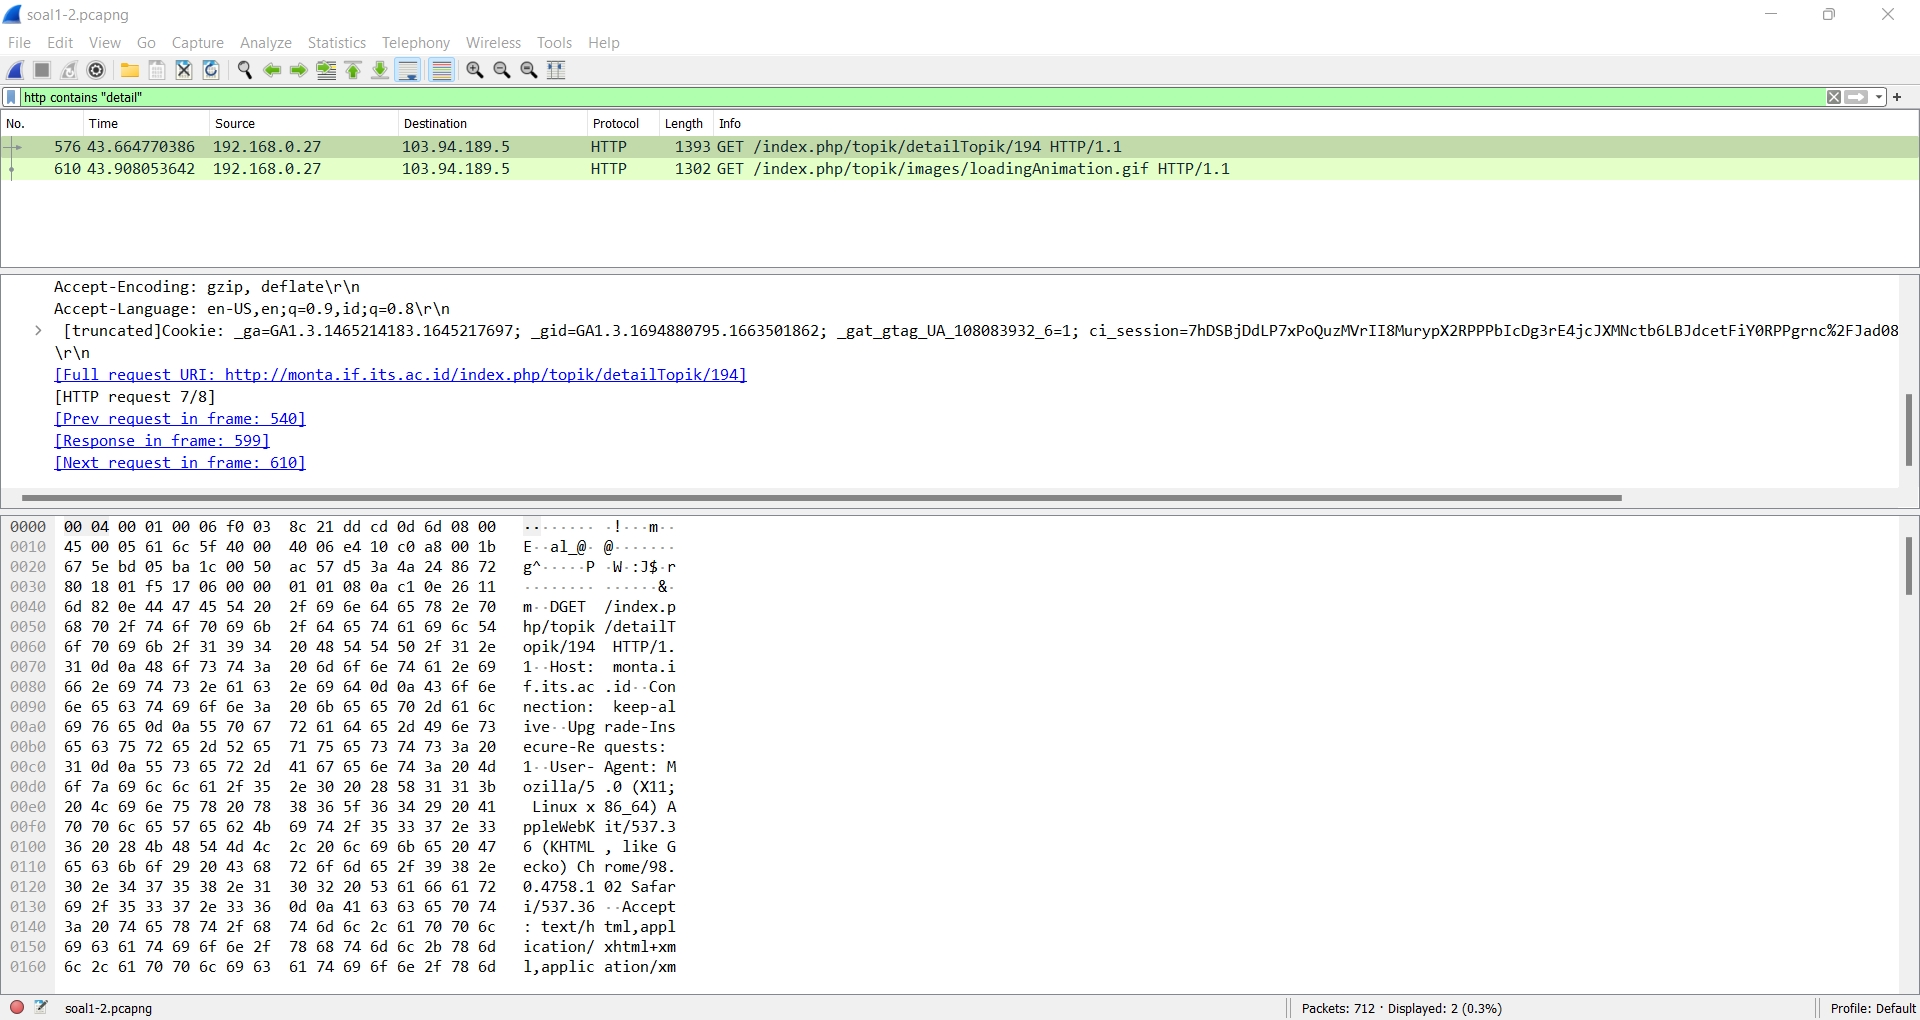 soal1-2.pcapng
File Edit View Go Capture Analyze Statistics Telephony Wireless Tools Help
http contains "detail"
No. Time Source Destination Protocol Length Info
576 43.664770386 192.168.0.27 103.94.189.5 HTTP 1393 GET /index.php/topik/detailTopik/194 HTTP/1.1
610 43.908053642 192.168.0.27 103.94.189.5 HTTP 1302 GET /index.php/topik/images/loadingAnimation.gif HTTP/1.1
Accept-Encoding: gzip, deflate\r\n
Accept-Language: en-US,en;q=0.9,id;q=0.8\r\n
[truncated]Cookie: _ga=GA1.3.1465214183.1645217697; _gid=GA1.3.1694880795.1663501862; _gat_gtag_UA_108083932_6=1; ci_session=7hDSBjDdLP7xPoQuzMVrII8MurypX2RPPPbIcDg3rE4jcJXMNctb6LBJdcetFiY0RPPgrnc%2FJad08
\r\n
[Full request URI: http://monta.if.its.ac.id/index.php/topik/detailTopik/194]
[HTTP request 7/8]
[Prev request in frame: 540]
[Response in frame: 599]
[Next request in frame: 610]
0000 00 04 00 01 00 06 f0 03 8c 21 dd cd 0d 6d 08 00 ········ ·!···m··
0010 45 00 05 61 6c 5f 40 00 40 06 e4 10 c0 a8 00 1b E··al_@· @·······
0020 67 5e bd 05 ba 1c 00 50 ac 57 d5 3a 4a 24 86 72 g^·····P ·W·:J$·r
0030 80 18 01 f5 17 06 00 00 01 01 08 0a c1 0e 26 11 ········ ······&·
0040 6d 82 0e 44 47 45 54 20 2f 69 6e 64 65 78 2e 70 m··DGET /index.p
0050 68 70 2f 74 6f 70 69 6b 2f 64 65 74 61 69 6c 54 hp/topik /detailT
0060 6f 70 69 6b 2f 31 39 34 20 48 54 54 50 2f 31 2e opik/194 HTTP/1.
0070 31 0d 0a 48 6f 73 74 3a 20 6d 6f 6e 74 61 2e 69 1··Host: monta.i
0080 66 2e 69 74 73 2e 61 63 2e 69 64 0d 0a 43 6f 6e f.its.ac .id··Con
0090 6e 65 63 74 69 6f 6e 3a 20 6b 65 65 70 2d 61 6c nection: keep-al
00a0 69 76 65 0d 0a 55 70 67 72 61 64 65 2d 49 6e 73 ive··Upg rade-Ins
00b0 65 63 75 72 65 2d 52 65 71 75 65 73 74 73 3a 20 ecure-Re quests:
00c0 31 0d 0a 55 73 65 72 2d 41 67 65 6e 74 3a 20 4d 1··User- Agent: M
00d0 6f 7a 69 6c 6c 61 2f 35 2e 30 20 28 58 31 31 3b ozilla/5 .0 (X11;
00e0 20 4c 69 6e 75 78 20 78 38 36 5f 36 34 29 20 41 Linux x 86_64) A
00f0 70 70 6c 65 57 65 62 4b 69 74 2f 35 33 37 2e 33 ppleWebK it/537.3
0100 36 20 28 4b 48 54 4d 4c 2c 20 6c 69 6b 65 20 47 6 (KHTML , like G
0110 65 63 6b 6f 29 20 43 68 72 6f 6d 65 2f 39 38 2e ecko) Ch rome/98.
0120 30 2e 34 37 35 38 2e 31 30 32 20 53 61 66 61 72 0.4758.1 02 Safar
0130 69 2f 35 33 37 2e 33 36 0d 0a 41 63 63 65 70 74 i/537.36 ··Accept
0140 3a 20 74 65 78 74 2f 68 74 6d 6c 2c 61 70 70 6c : text/h tml,appl
0150 69 63 61 74 69 6f 6e 2f 78 68 74 6d 6c 2b 78 6d ication/ xhtml+xm
0160 6c 2c 61 70 70 6c 69 63 61 74 69 6f 6e 2f 78 6d l,applic ation/xm
soal1-2.pcapng Packets: 712 · Displayed: 2 (0.3%) Profile: Default